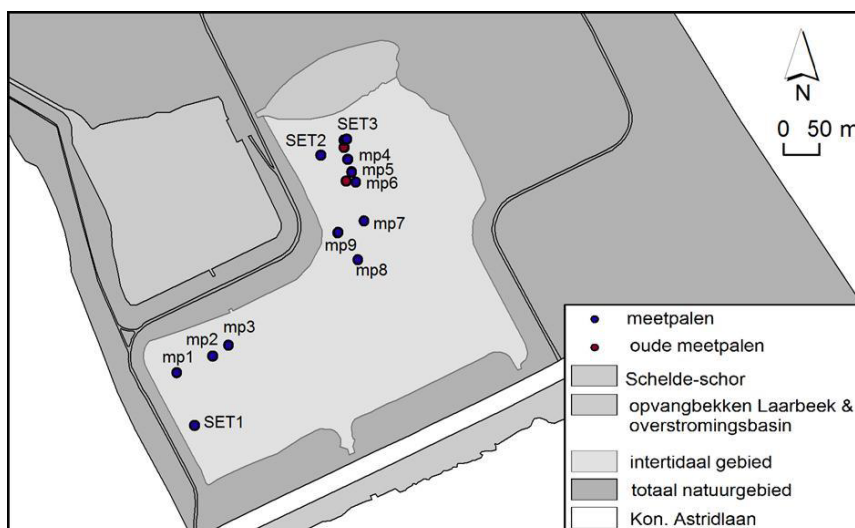 N
0 50 m
SET3
SET2
mp4
mp5
mp6
mp7
mp9
mp8
mp3
mp2
mp1
SET1
meetpalen
oude meetpalen
Schelde-schor
opvangbekken Laarbeek &
overstromingsbasin
intertidaal gebied
totaal natuurgebied
Kon. Astridlaan